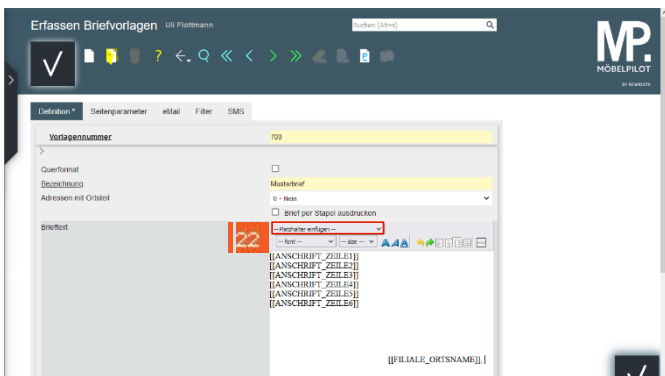 Erfassen Briefvorlagen Uli Flottmann
Suchen (Alt+s)
MP.
MÖBELPILOT
Definition * Seitenparameter eMail Filter SMS
Vorlagennummer 700
Querformat
Bezeichnung Musterbrief
Adressen mit Ortsteil 0 - Nein
Brief per Stapel ausdrucken
Brieftext 22 -- Platzhalter einfügen --
-- font -- -- size -- A A A
[[ANSCHRIFT_ZEILE1]]
[[ANSCHRIFT_ZEILE2]]
[[ANSCHRIFT_ZEILE3]]
[[ANSCHRIFT_ZEILE4]]
[[ANSCHRIFT_ZEILE5]]
[[ANSCHRIFT_ZEILE6]]
[[FILIALE_ORTSNAME]],